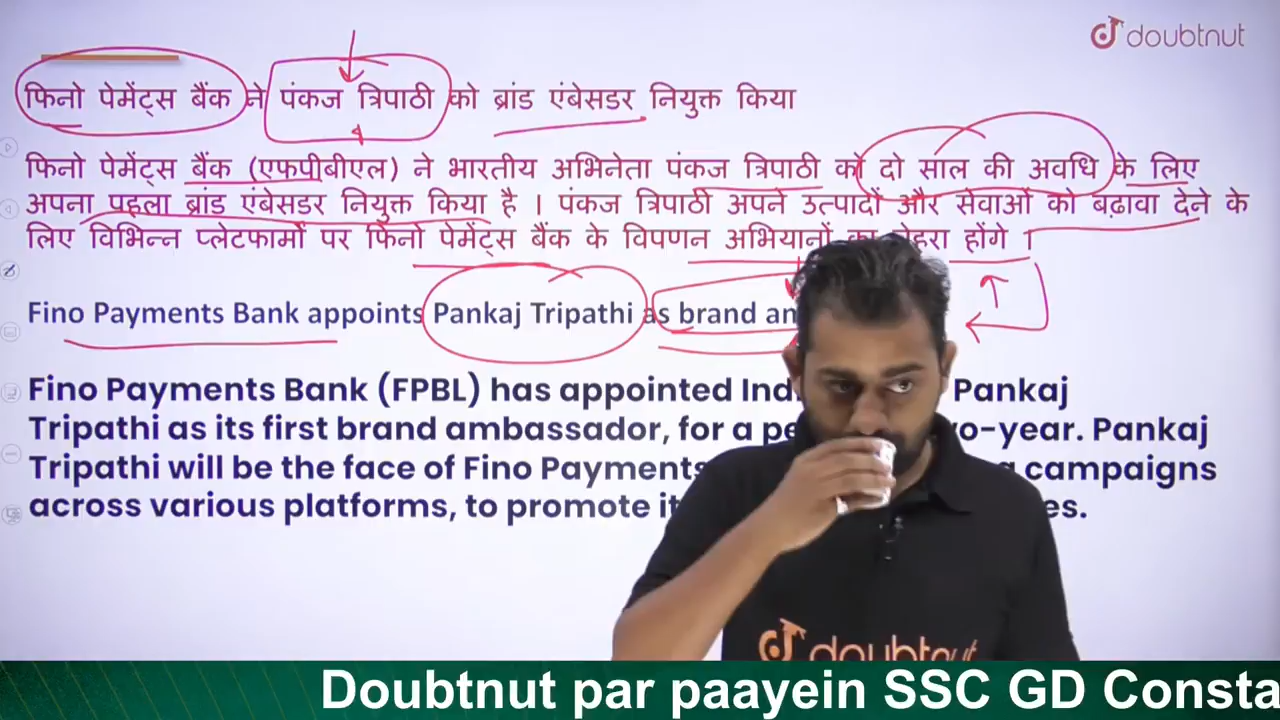 doubtnut
फिनो पेमेंट्स बैंक ने पंकज त्रिपाठी को ब्रांड एंबेसडर नियुक्त किया
फिनो पेमेंट्स बैंक (एफपीबीएल) ने भारतीय अभिनेता पंकज त्रिपाठी को दो साल की अवधि के लिए
अपना पहला ब्रांड एंबेसडर नियुक्त किया है । पंकज त्रिपाठी अपने उत्पादों और सेवाओं को बढ़ावा देने के
लिए विभिन्न प्लेटफार्मों पर फिनो पेमेंट्स बैंक के विपणन अभियानों होंगे ।
Fino Payments Bank appoints Pankaj Tripathi as brand
Fino Payments Bank (FPBL) has appointed Pankaj
Tripathi as its first brand ambassador, for a Pankaj
Tripathi will be the face of Fino Payments campaigns
across various platforms, to promote
doubtnut
Doubtnut par paayein SSC GD